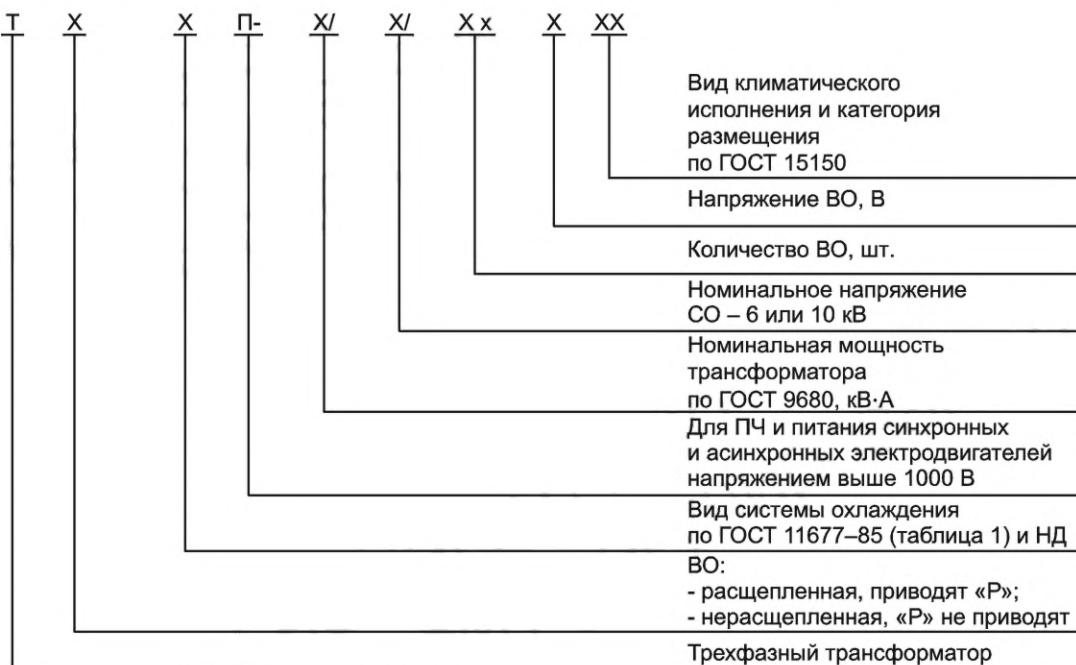 Т Х Х П- Х/ Х/ Х х Х ХХ
Вид климатического
исполнения и категория
размещения
по ГОСТ 15150
Напряжение ВО, В
Количество ВО, шт.
Номинальное напряжение
СО – 6 или 10 кВ
Номинальная мощность
трансформатора
по ГОСТ 9680, кВ·А
Для ПЧ и питания синхронных
и асинхронных электродвигателей
напряжением выше 1000 В
Вид системы охлаждения
по ГОСТ 11677–85 (таблица 1) и НД
ВО:
- расщепленная, приводят «Р»;
- нерасщепленная, «Р» не приводят
Трехфазный трансформатор